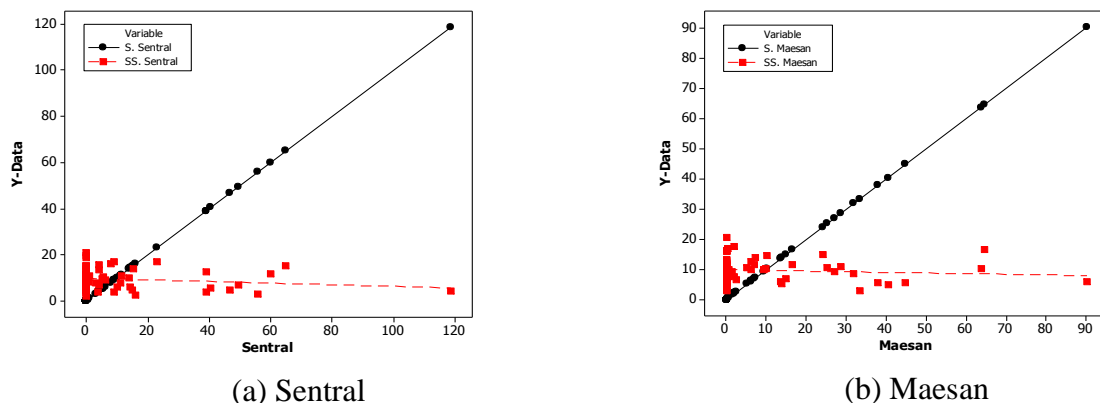 120
100
80
60
40
20
0
Y-Data
Variable
S. Sentral
SS. Sentral
0 20 40 60 80 100 120
Sentral
(a) Sentral
90
80
70
60
50
40
30
20
10
0
Y-Data
Variable
S. Maesan
SS. Maesan
0 10 20 30 40 50 60 70 80 90
Maesan
(b) Maesan